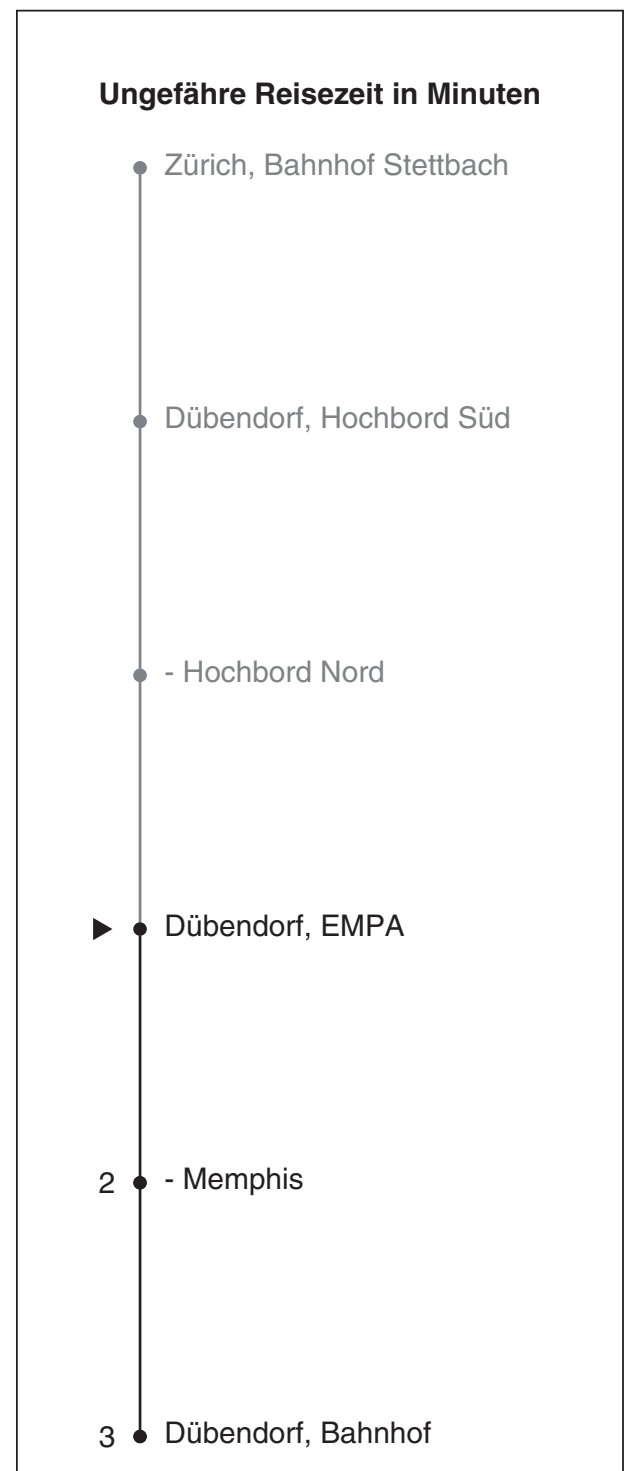 Ungefähre Reisezeit in Minuten
Zürich, Bahnhof Stettbach
Dübendorf, Hochbord Süd
- Hochbord Nord
Dübendorf, EMPA
2 - Memphis
3 Dübendorf, Bahnhof